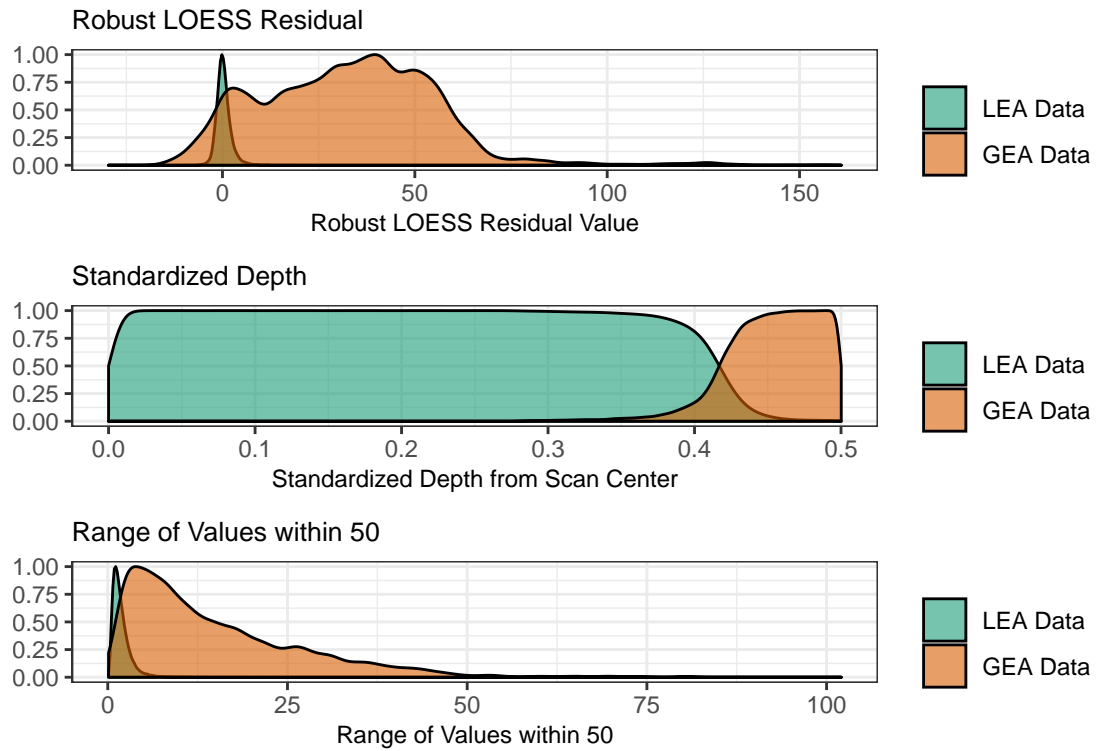 Robust LOESS Residual
1.00
0.75
0.50
0.25
0.00
0 50 100 150
Robust LOESS Residual Value
LEA Data
GEA Data
Standardized Depth
1.00
0.75
0.50
0.25
0.00
0.0 0.1 0.2 0.3 0.4 0.5
Standardized Depth from Scan Center
LEA Data
GEA Data
Range of Values within 50
1.00
0.75
0.50
0.25
0.00
0 25 50 75 100
Range of Values within 50
LEA Data
GEA Data